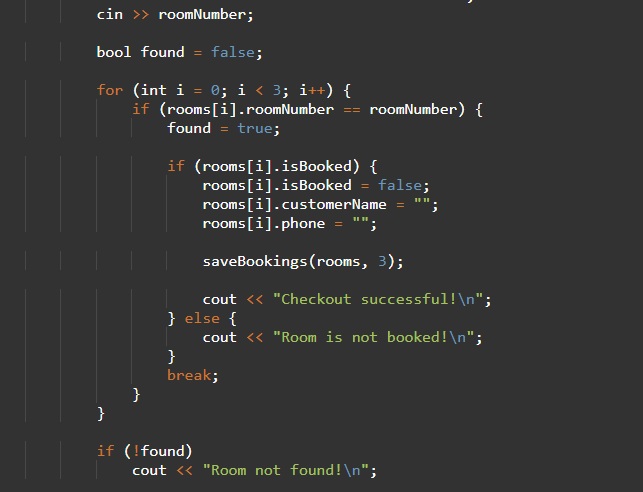 cin >> roomNumber;
bool found = false;
for (int i = 0; i < 3; i++) {
if (rooms[i].roomNumber == roomNumber) {
found = true;
if (rooms[i].isBooked) {
rooms[i].isBooked = false;
rooms[i].customerName = "";
rooms[i].phone = "";
saveBookings(rooms, 3);
cout << "Checkout successful!\n";
} else {
cout << "Room is not booked!\n";
}
break;
}
}
if (!found)
cout << "Room not found!\n";